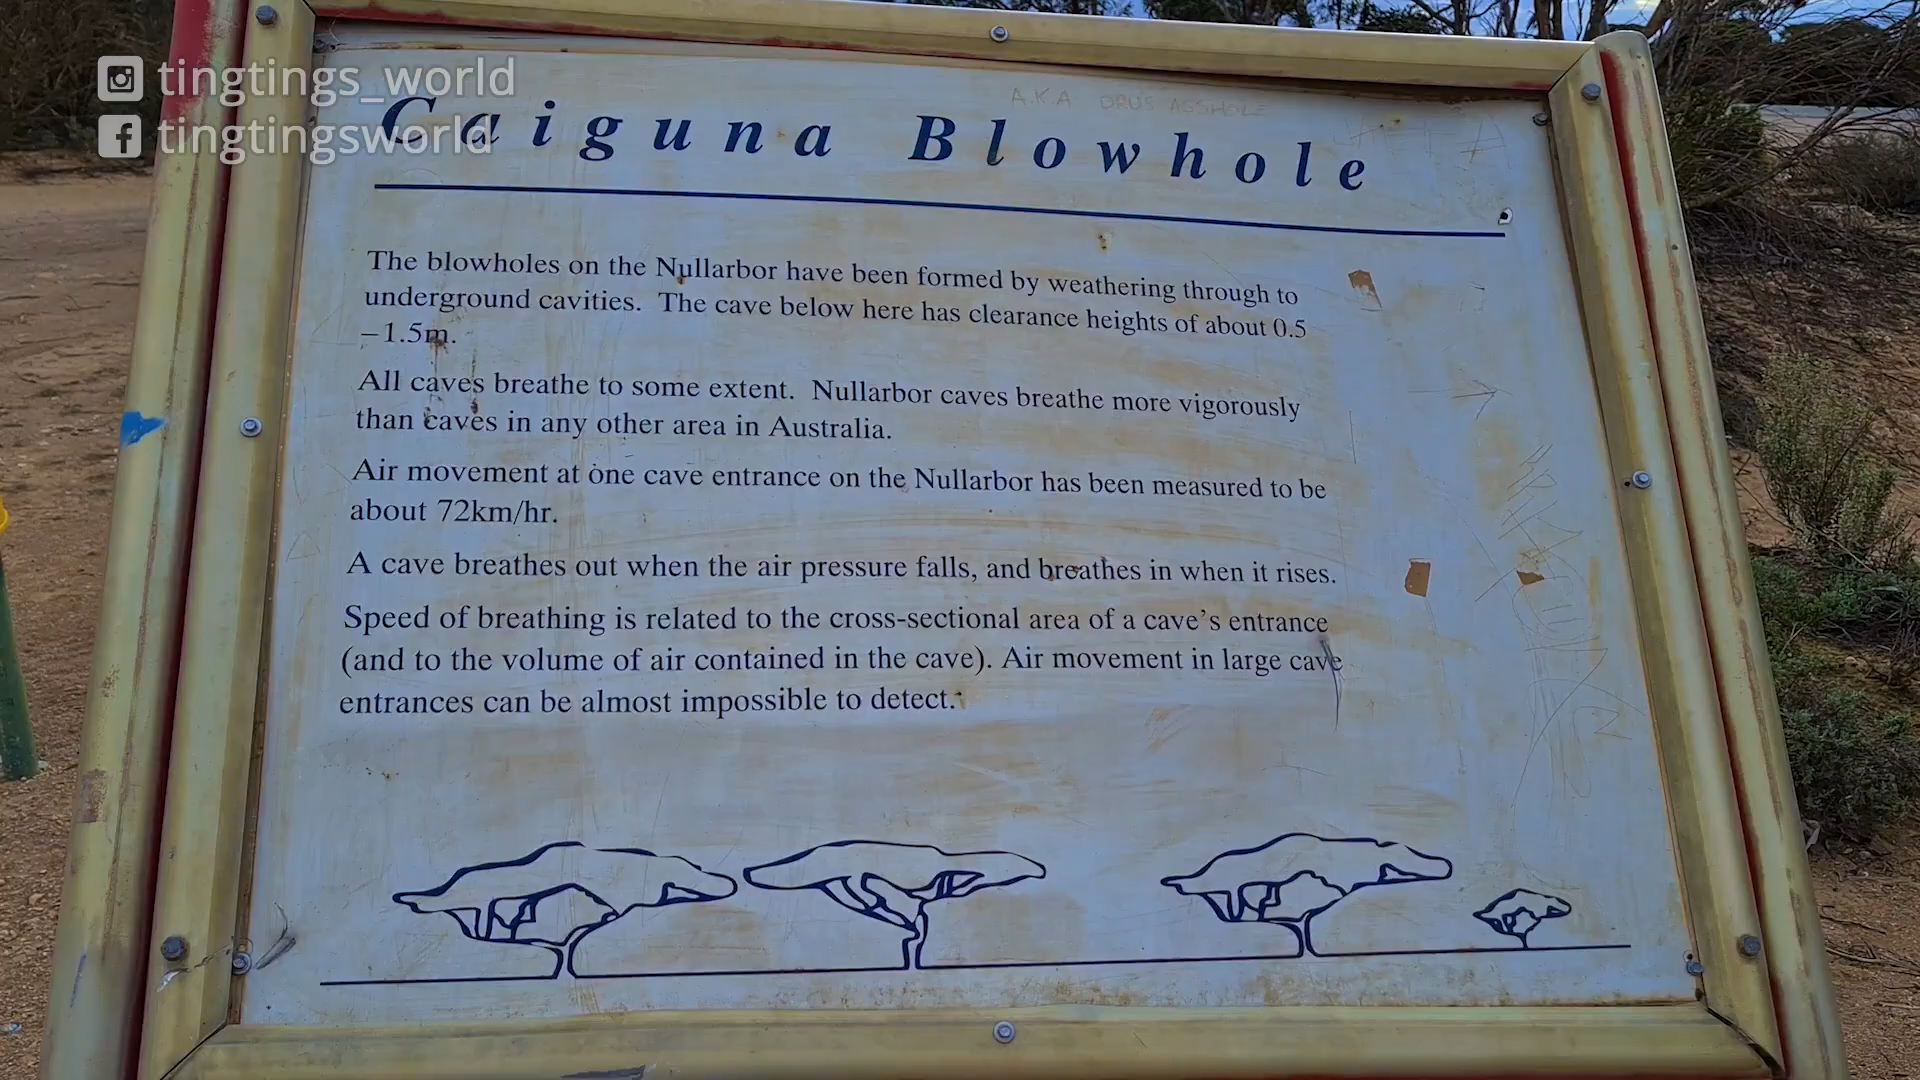 tingtings_world
tingtingsworld
A.K.A DRU'S ASSHOLE
Caiguna Blowhole
The blowholes on the Nullarbor have been formed by weathering through to
underground cavities. The cave below here has clearance heights of about 0.5
–1.5m.
All caves breathe to some extent. Nullarbor caves breathe more vigorously
than caves in any other area in Australia.
Air movement at one cave entrance on the Nullarbor has been measured to be
about 72km/hr.
A cave breathes out when the air pressure falls, and breathes in when it rises.
Speed of breathing is related to the cross-sectional area of a cave's entrance
(and to the volume of air contained in the cave). Air movement in large cave
entrances can be almost impossible to detect.